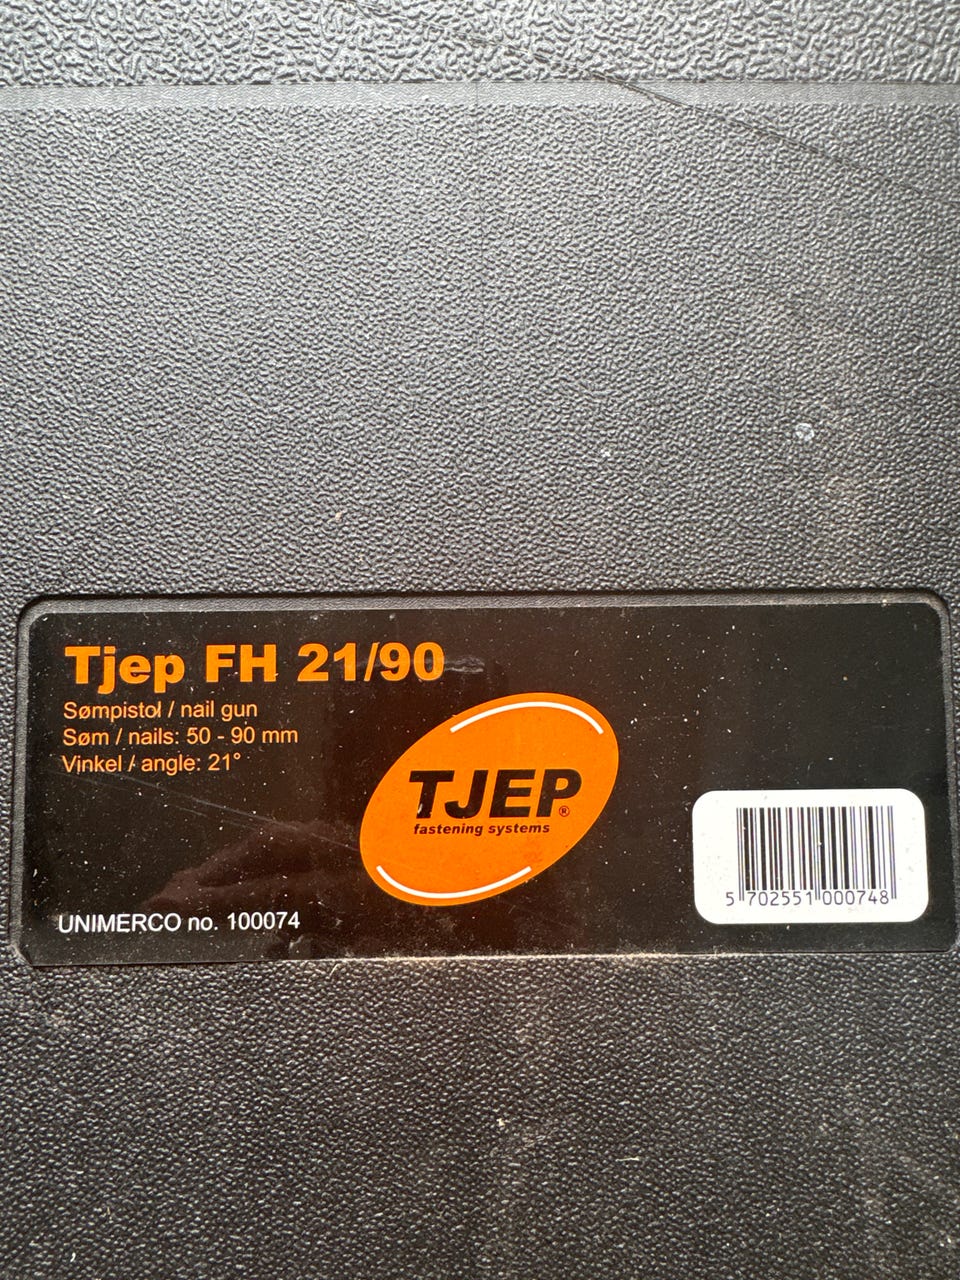 Tjep FH 21/90
Sømpistol / nail gun
Søm / nails: 50 - 90 mm
Vinkel / angle: 21°
TJEP®
fastening systems
UNIMERCO no. 100074
5 702551 000748